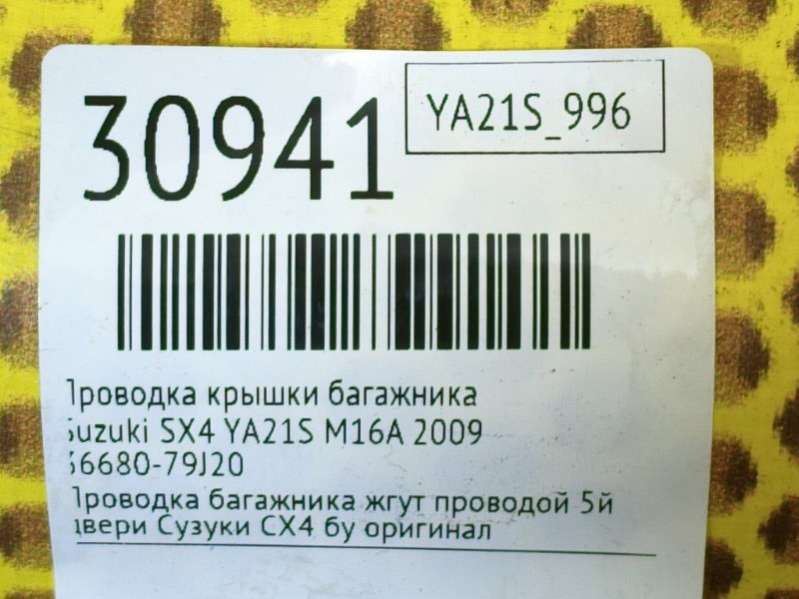 30941
YA21S_996
Проводка крышки багажника
Suzuki SX4 YA21S M16A 2009
36680-79J20
Проводка багажника жгут проводой 5й
двери Сузуки СХ4 бу оригинал